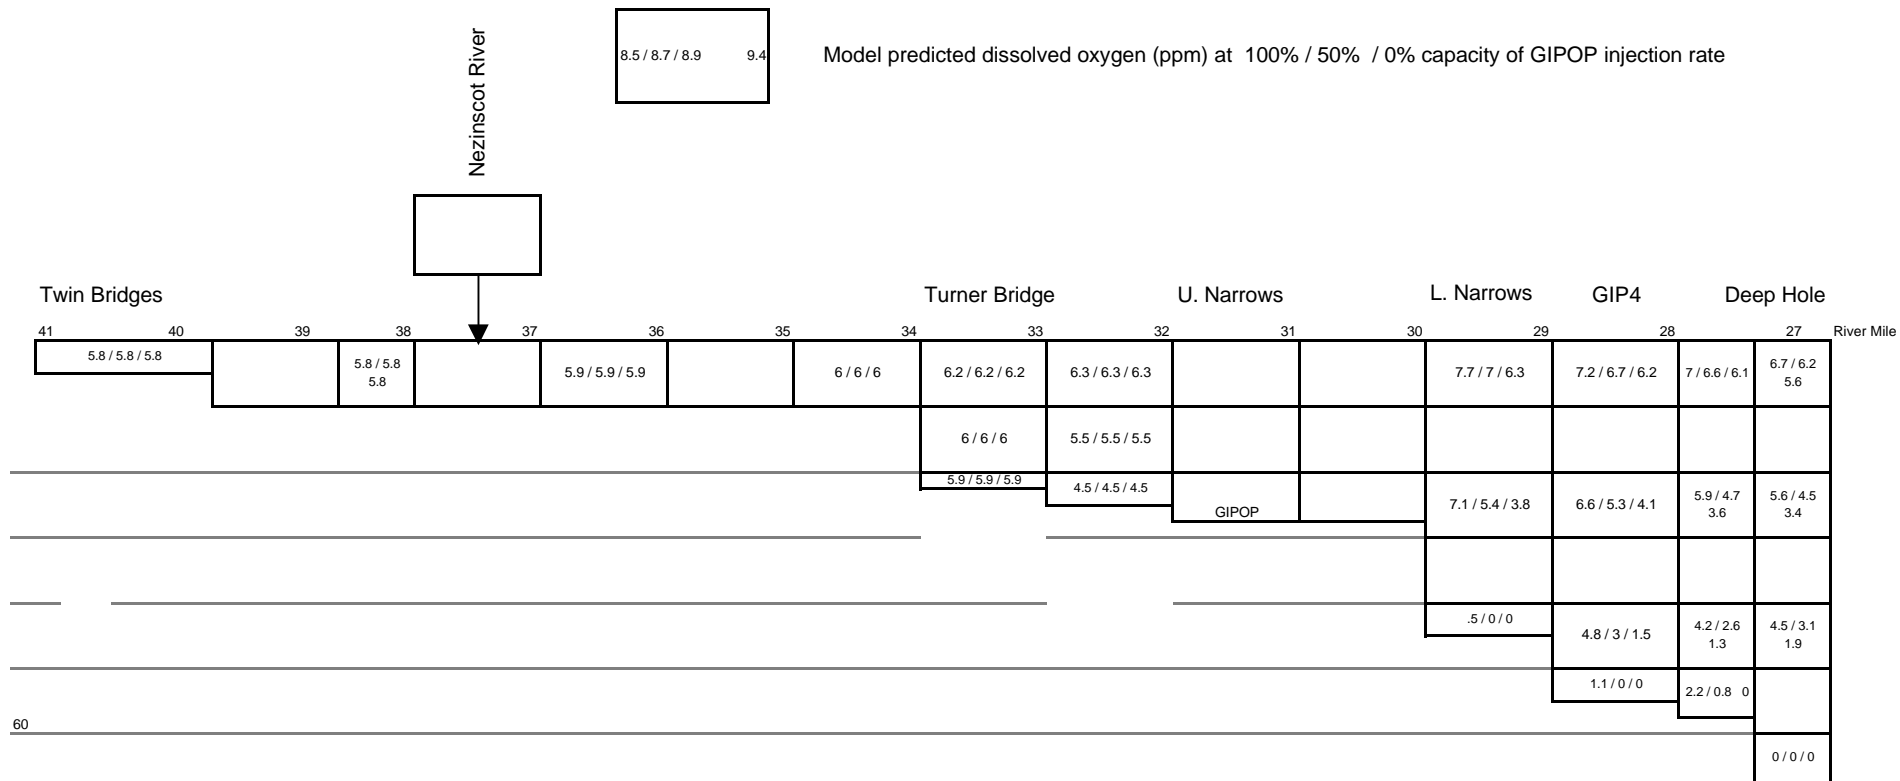 8.5 / 8.7 / 8.9 9.4
Model predicted dissolved oxygen (ppm) at 100% / 50% / 0% capacity of GIPOP injection rate
Nezinscot River
Twin Bridges Turner Bridge U. Narrows L. Narrows GIP4 Deep Hole
41 40 39 38 37 36 35 34 33 32 31 30 29 28 27 River Mile
5.8 / 5.8 / 5.8
5.8 / 5.8
5.8
5.9 / 5.9 / 5.9
6 / 6 / 6
6.2 / 6.2 / 6.2
6.3 / 6.3 / 6.3
7.7 / 7 / 6.3
7.2 / 6.7 / 6.2
7 / 6.6 / 6.1
6.7 / 6.2
5.6
6 / 6 / 6
5.5 / 5.5 / 5.5
5.9 / 5.9 / 5.9
4.5 / 4.5 / 4.5
GIPOP
7.1 / 5.4 / 3.8
6.6 / 5.3 / 4.1
5.9 / 4.7
3.6
5.6 / 4.5
3.4
.5 / 0 / 0
4.8 / 3 / 1.5
4.2 / 2.6
1.3
4.5 / 3.1
1.9
1.1 / 0 / 0
2.2 / 0.8 0
60
0 / 0 / 0